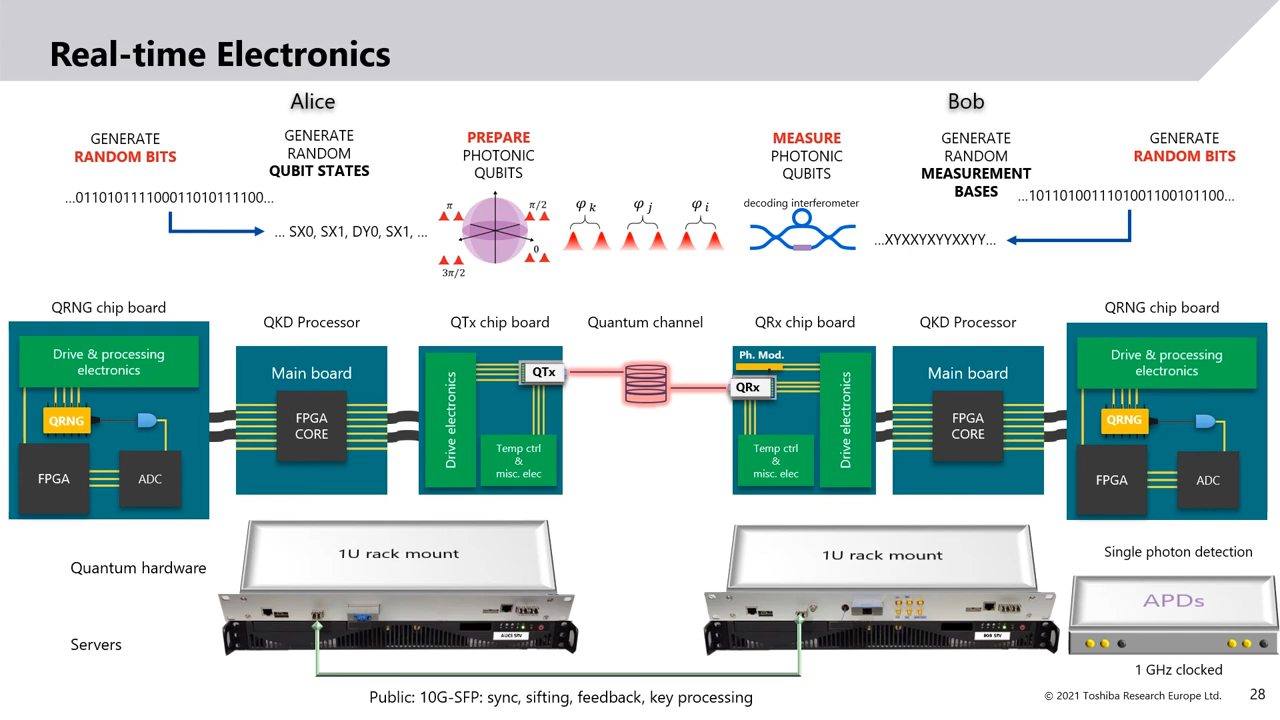 Real-time Electronics
Alice
Bob
GENERATE
RANDOM BITS
GENERATE
RANDOM
QUBIT STATES
PREPARE
PHOTONIC
QUBITS
MEASURE
PHOTONIC
QUBITS
GENERATE
RANDOM
MEASUREMENT
BASES
GENERATE
RANDOM BITS
...011010111100011010111100...
... SX0, SX1, DY0, SX1, ...
π
π/2
0
3π/2
φk
φj
φi
decoding interferometer
...XYXXYXYYXXYY...
...1011010011101001100101100...
QRNG chip board
QKD Processor
QTx chip board
Quantum channel
QRx chip board
QKD Processor
QRNG chip board
Drive & processing
electronics
QRNG
FPGA
ADC
Main board
FPGA
CORE
Drive electronics
QTx
Temp ctrl
&
misc. elec
Ph. Mod.
QRx
Temp ctrl
&
misc. elec
Drive electronics
Main board
FPGA
CORE
Drive & processing
electronics
QRNG
FPGA
ADC
Quantum hardware
1U rack mount
1U rack mount
Single photon detection
APDs
Servers
ALICE SRV
BOB SRV
1 GHz clocked
Public: 10G-SFP: sync, sifting, feedback, key processing
© 2021 Toshiba Research Europe Ltd.
28